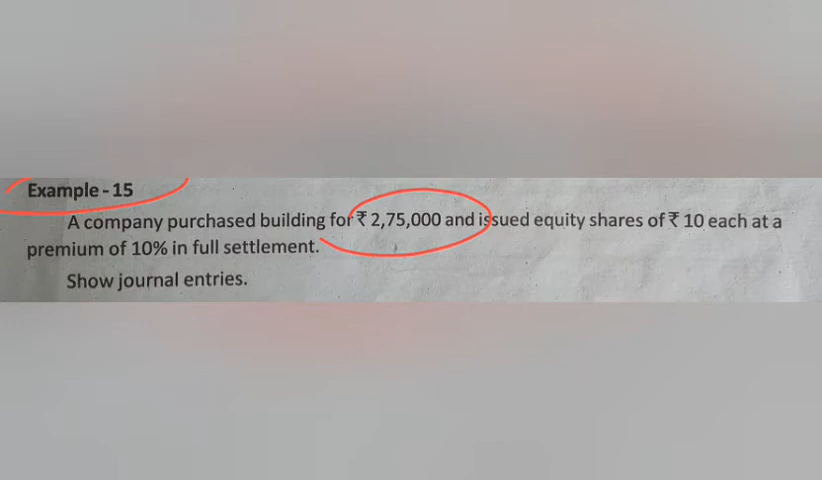 Example - 15
A company purchased building for ₹ 2,75,000 and issued equity shares of ₹ 10 each at a
premium of 10% in full settlement.
Show journal entries.